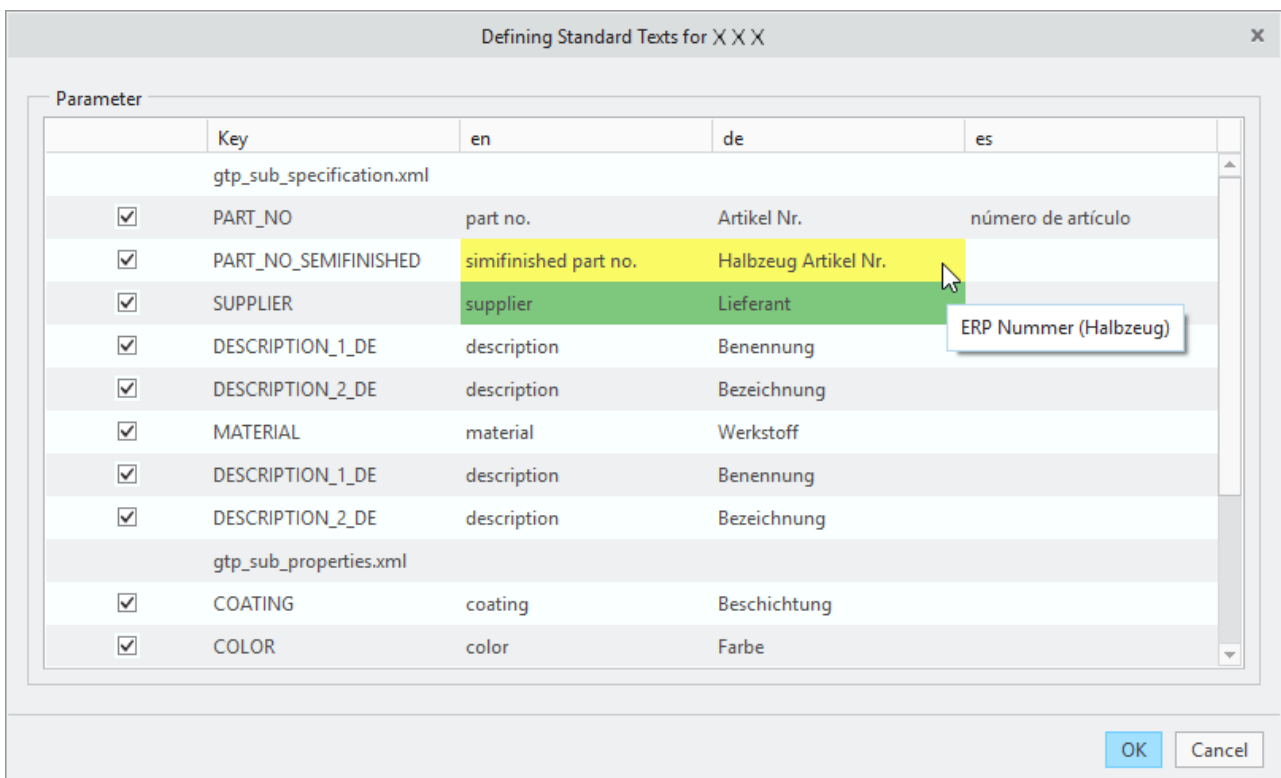 Defining Standard Texts for X X X
Parameter
Key en de es
gtp_sub_specification.xml
PART_NO part no. Artikel Nr. número de artículo
PART_NO_SEMIFINISHED simifinished part no. Halbzeug Artikel Nr.
SUPPLIER supplier Lieferant
ERP Nummer (Halbzeug)
DESCRIPTION_1_DE description Benennung
DESCRIPTION_2_DE description Bezeichnung
MATERIAL material Werkstoff
DESCRIPTION_1_DE description Benennung
DESCRIPTION_2_DE description Bezeichnung
gtp_sub_properties.xml
COATING coating Beschichtung
COLOR color Farbe
OK Cancel